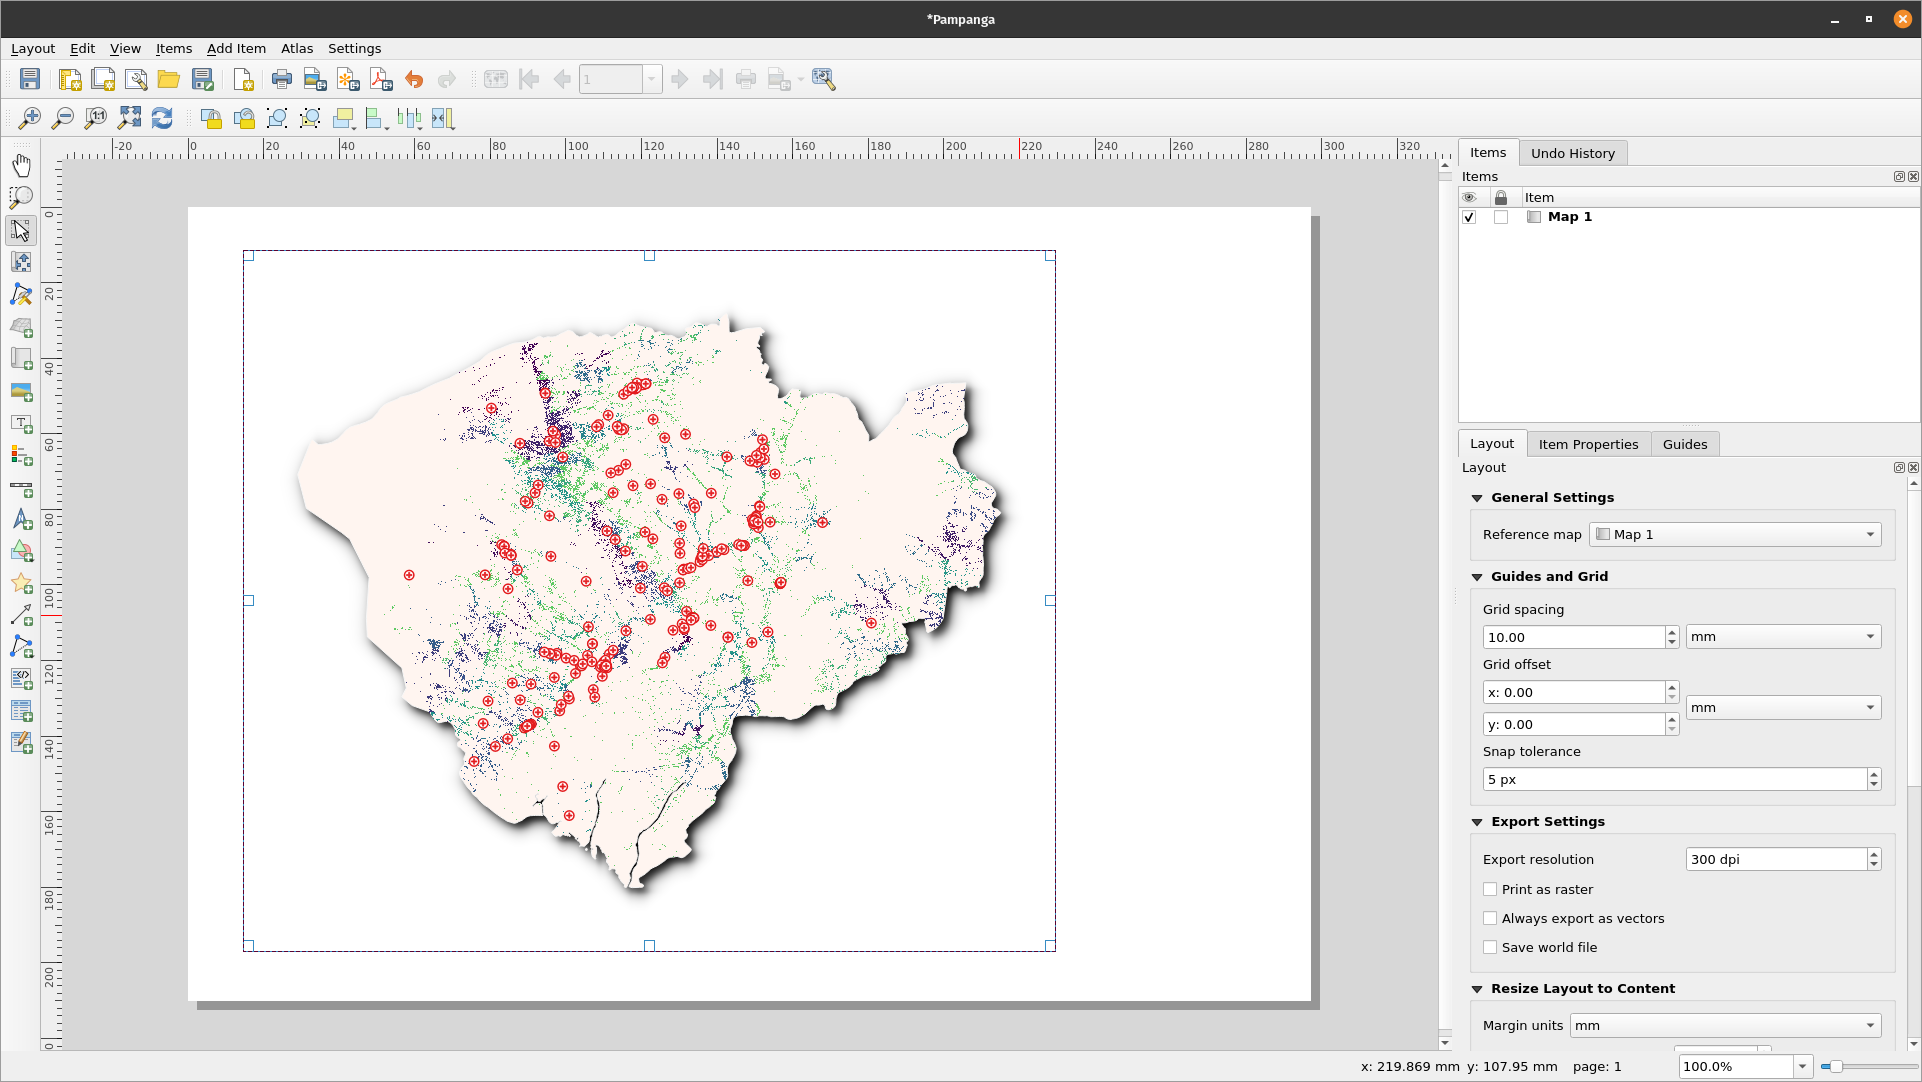 *Pampanga
Layout Edit View Items Add Item Atlas Settings
1
1:1
-20 0 20 40 60 80 100 120 140 160 180 200 220 240 260 280 300 320
0
20
40
60
80
100
120
140
160
180
200
0
Items Undo History
Items
Item
Map 1
Layout Item Properties Guides
Layout
General Settings
Reference map Map 1
Guides and Grid
Grid spacing
10.00 mm
Grid offset
x: 0.00
mm
y: 0.00
Snap tolerance
5 px
Export Settings
Export resolution 300 dpi
Print as raster
Always export as vectors
Save world file
Resize Layout to Content
Margin units mm
x: 219.869 mm y: 107.95 mm page: 1 100.0%